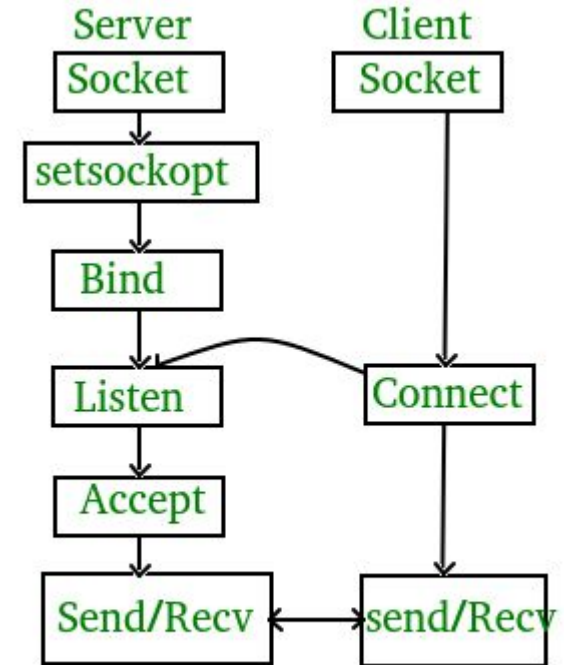 Server
Client
Socket
Socket
setsockopt
Bind
Listen
Connect
Accept
Send/Recv
send/Recv